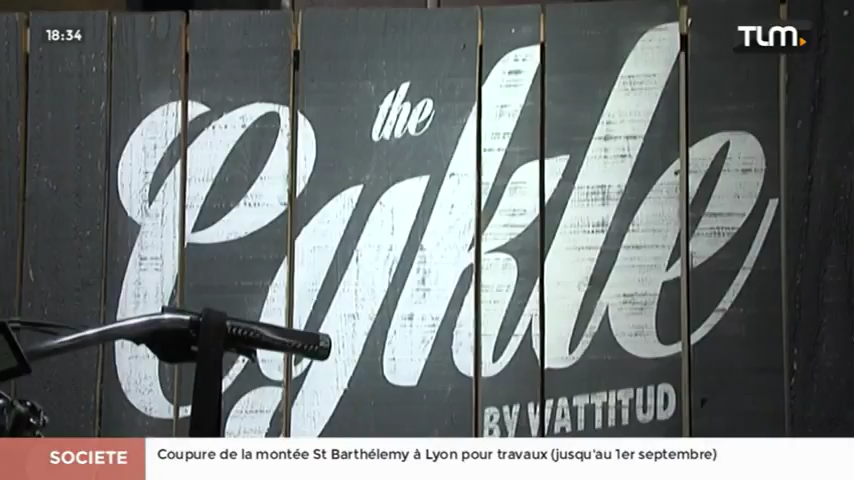 18:34
TLM
the
Cykle
BY WATTITUD
SOCIETE
Coupure de la montée St Barthélemy à Lyon pour travaux (jusqu'au 1er septembre)